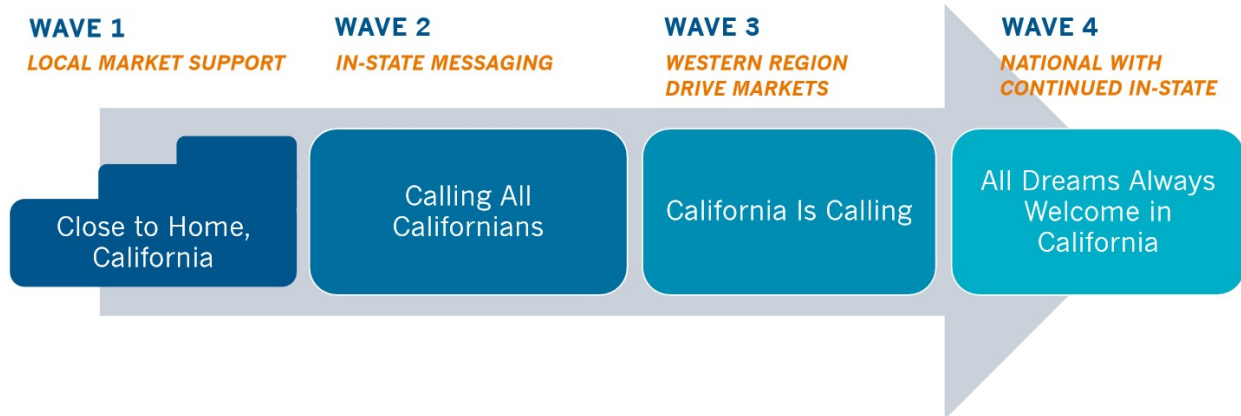 WAVE 1
LOCAL MARKET SUPPORT
Close to Home,
California
WAVE 2
IN-STATE MESSAGING
Calling All
Californians
WAVE 3
WESTERN REGION
DRIVE MARKETS
California Is Calling
WAVE 4
NATIONAL WITH
CONTINUED IN-STATE
All Dreams Always
Welcome in
California